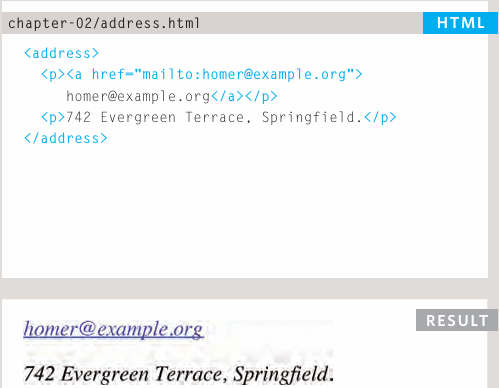 chapter-02/address.html HTML
<address>
<p><a href="mailto:homer@example.org">
homer@example.org</a></p>
<p>742 Evergreen Terrace, Springfield.</p>
</address>
RESULT
homer@example.org
742 Evergreen Terrace, Springfield.